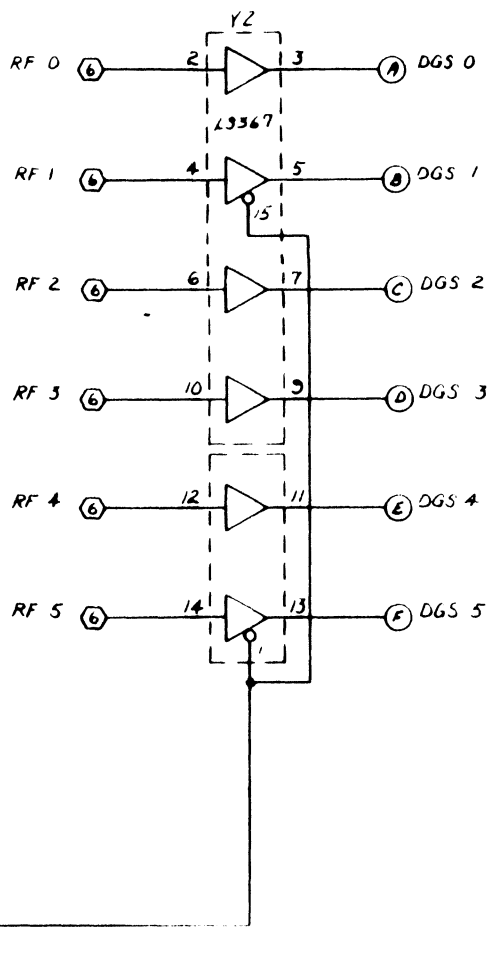 Y2
RF 0 6 2 3 A DGS 0
LS367
RF 1 6 4 5 B DGS 1
15
RF 2 6 6 7 C DGS 2
RF 3 6 10 9 D DGS 3
RF 4 6 12 11 E DGS 4
RF 5 6 14 13 F DGS 5
1